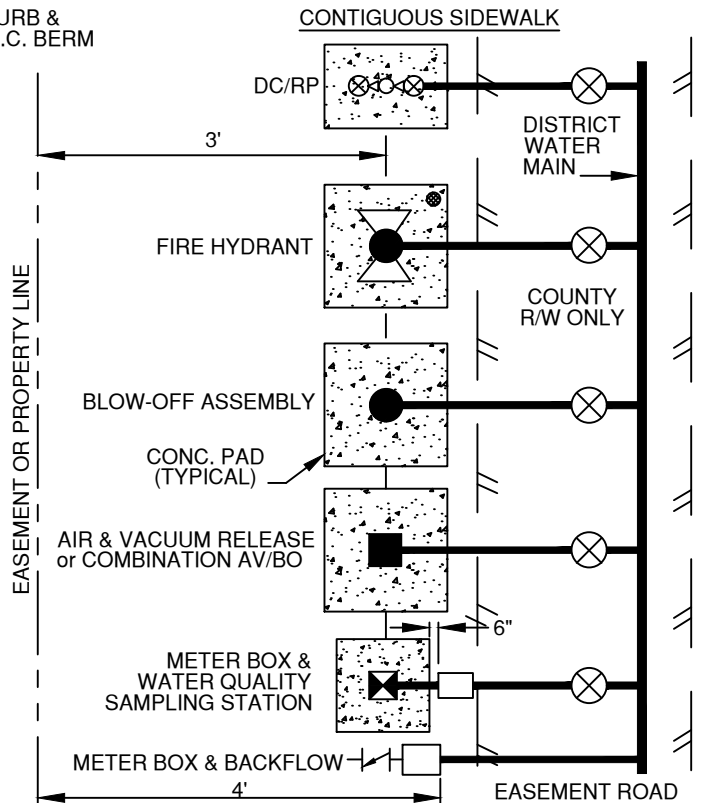 URB &
.C. BERM
CONTIGUOUS SIDEWALK
DC/RP
DISTRICT
WATER
MAIN
3'
FIRE HYDRANT
COUNTY
R/W ONLY
EASEMENT OR PROPERTY LINE
BLOW-OFF ASSEMBLY
CONC. PAD
(TYPICAL)
AIR & VACUUM RELEASE
or COMBINATION AV/BO
6"
METER BOX &
WATER QUALITY
SAMPLING STATION
METER BOX & BACKFLOW
4'
EASEMENT ROAD